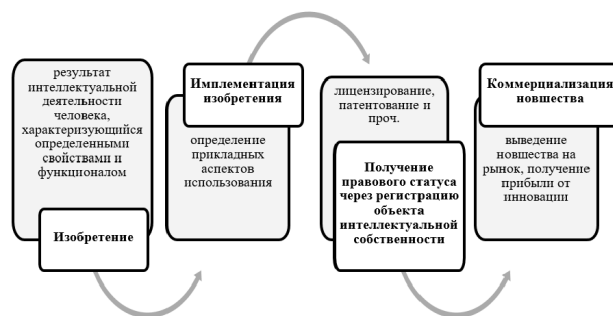 результат
интеллектуальной
деятельности
человека,
характеризующийся
определенными
свойствами и
функционалом
Изобретение
Имплементация
изобретения
определение
прикладных
аспектов
использования
лицензирование,
патентование и
проч.
Получение
правового статуса
через регистрацию
объекта
интеллектуальной
собственности
Коммерциализация
новшества
выведение
новшества на
рынок, получение
прибыли от
инновации